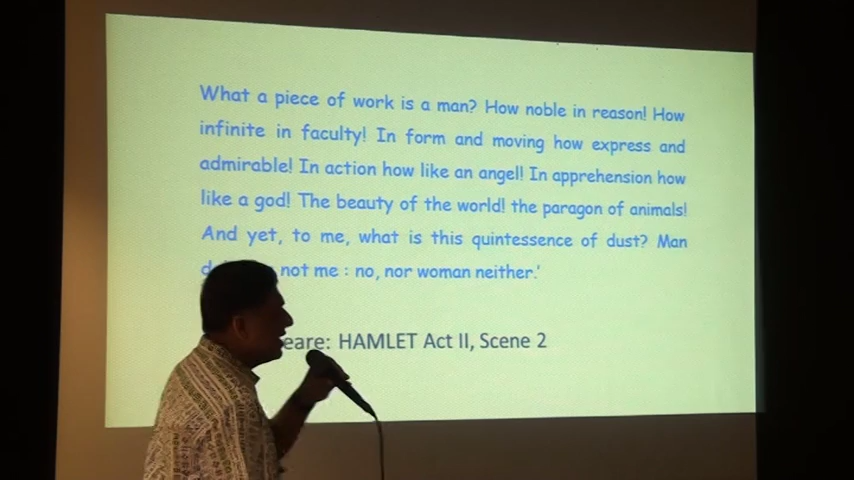 What a piece of work is a man? How noble in reason! How
infinite in faculty! In form and moving how express and
admirable! In action how like an angel! In apprehension how
like a god! The beauty of the world! the paragon of animals!
And yet, to me, what is this quintessence of dust? Man
not me : no, nor woman neither.'
eare: HAMLET Act II, Scene 2